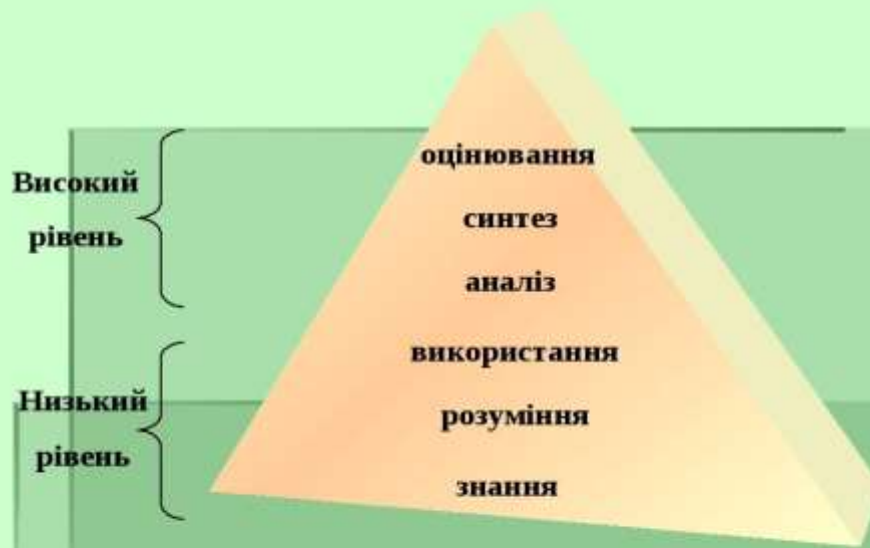 Високий
рівень
оцінювання
синтез
аналіз
Низький
рівень
використання
розуміння
знання